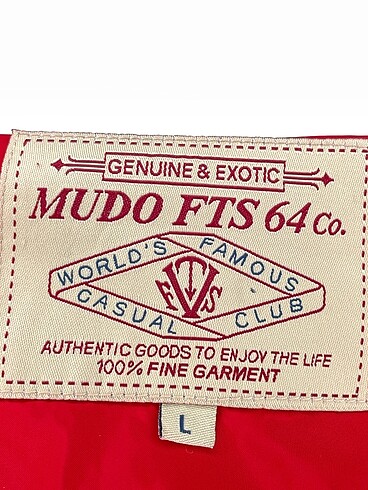 GENUINE & EXOTIC
MUDO FTS 64 Co.
WORLD'S FAMOUS
FTS
CASUAL CLUB
AUTHENTIC GOODS TO ENJOY THE LIFE
100% FINE GARMENT
L